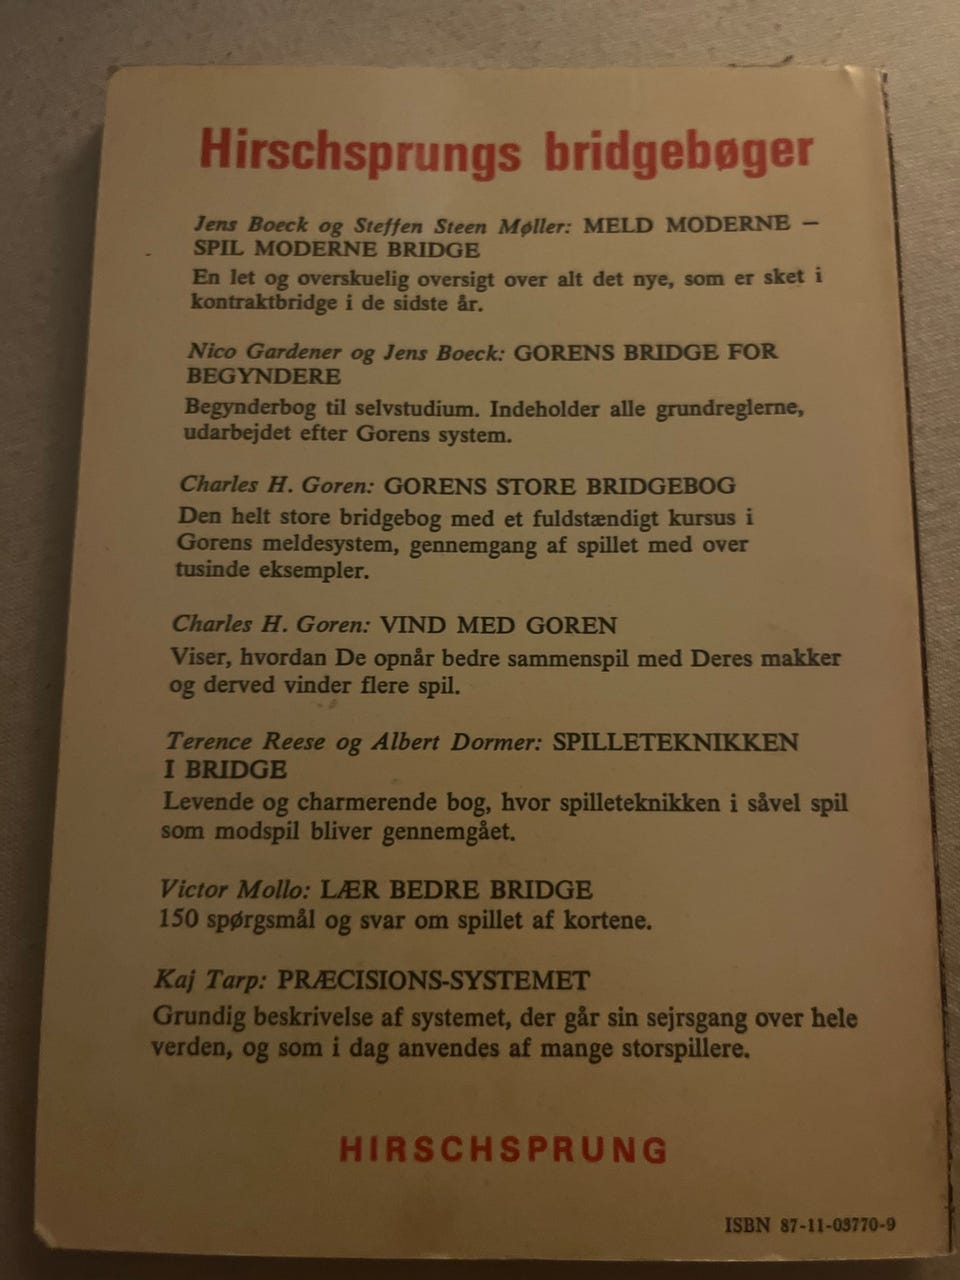 Hirschsprungs bridgebøger
Jens Boeck og Steffen Steen Møller: MELD MODERNE –
SPIL MODERNE BRIDGE
En let og overskuelig oversigt over alt det nye, som er sket i
kontraktbridge i de sidste år.
Nico Gardener og Jens Boeck: GORENS BRIDGE FOR
BEGYNDERE
Begynderbog til selvstudium. Indeholder alle grundreglerne,
udarbejdet efter Gorens system.
Charles H. Goren: GORENS STORE BRIDGEBOG
Den helt store bridgebog med et fuldstændigt kursus i
Gorens meldesystem, gennemgang af spillet med over
tusinde eksempler.
Charles H. Goren: VIND MED GOREN
Viser, hvordan De opnår bedre sammenspil med Deres makker
og derved vinder flere spil.
Terence Reese og Albert Dormer: SPILLETEKNIKKEN
I BRIDGE
Levende og charmerende bog, hvor spilleteknikken i såvel spil
som modspil bliver gennemgået.
Victor Mollo: LÆR BEDRE BRIDGE
150 spørgsmål og svar om spillet af kortene.
Kaj Tarp: PRÆCISIONS-SYSTEMET
Grundig beskrivelse af systemet, der går sin sejrsgang over hele
verden, og som i dag anvendes af mange storspillere.
HIRSCHSPRUNG
ISBN 87-11-03770-9